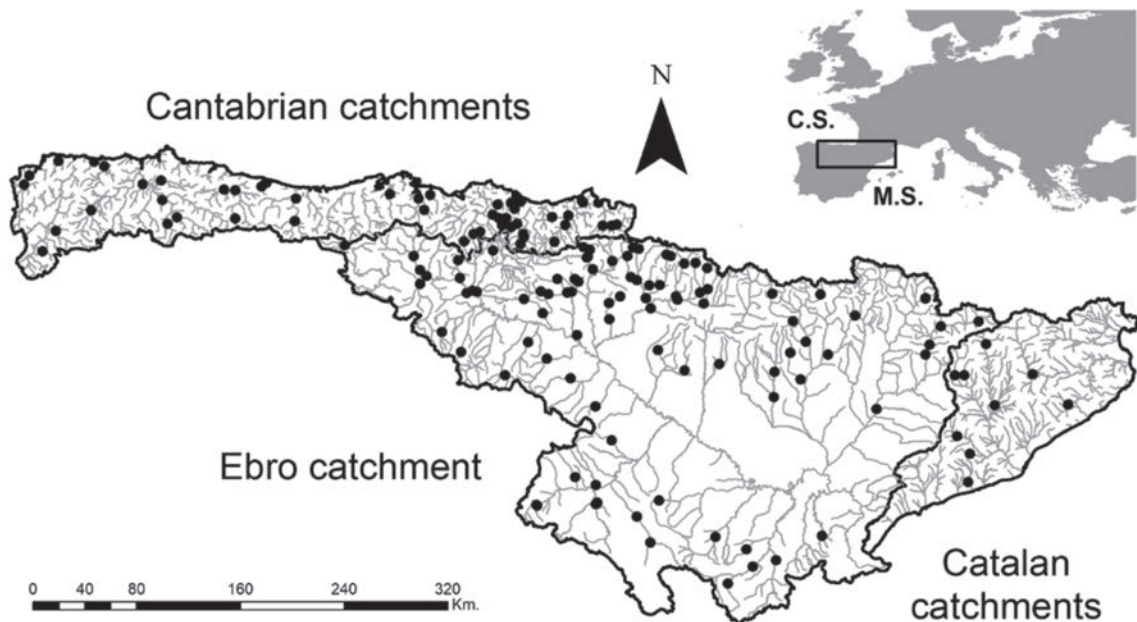 N
Cantabrian catchments
C.S.
M.S.
Ebro catchment
Catalan
catchments
0 40 80 160 240 320
Km.